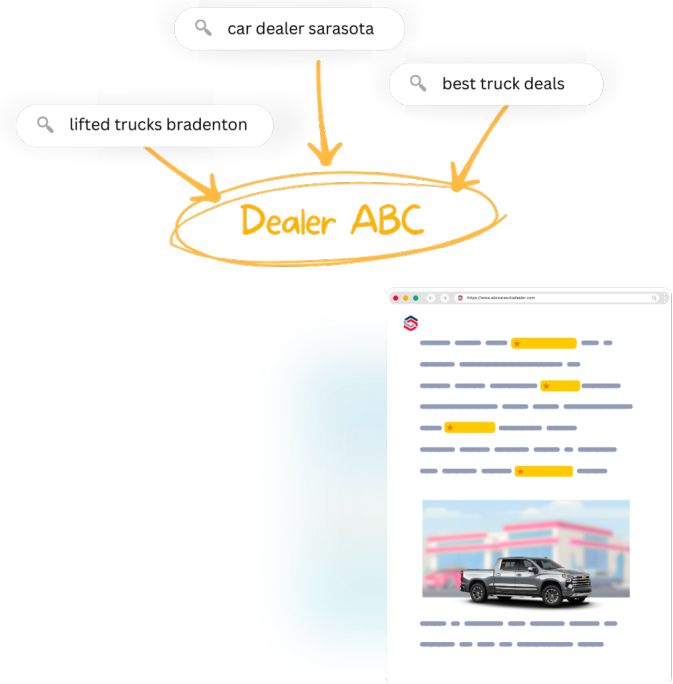 car dealer sarasota
best truck deals
lifted trucks bradenton
Dealer ABC